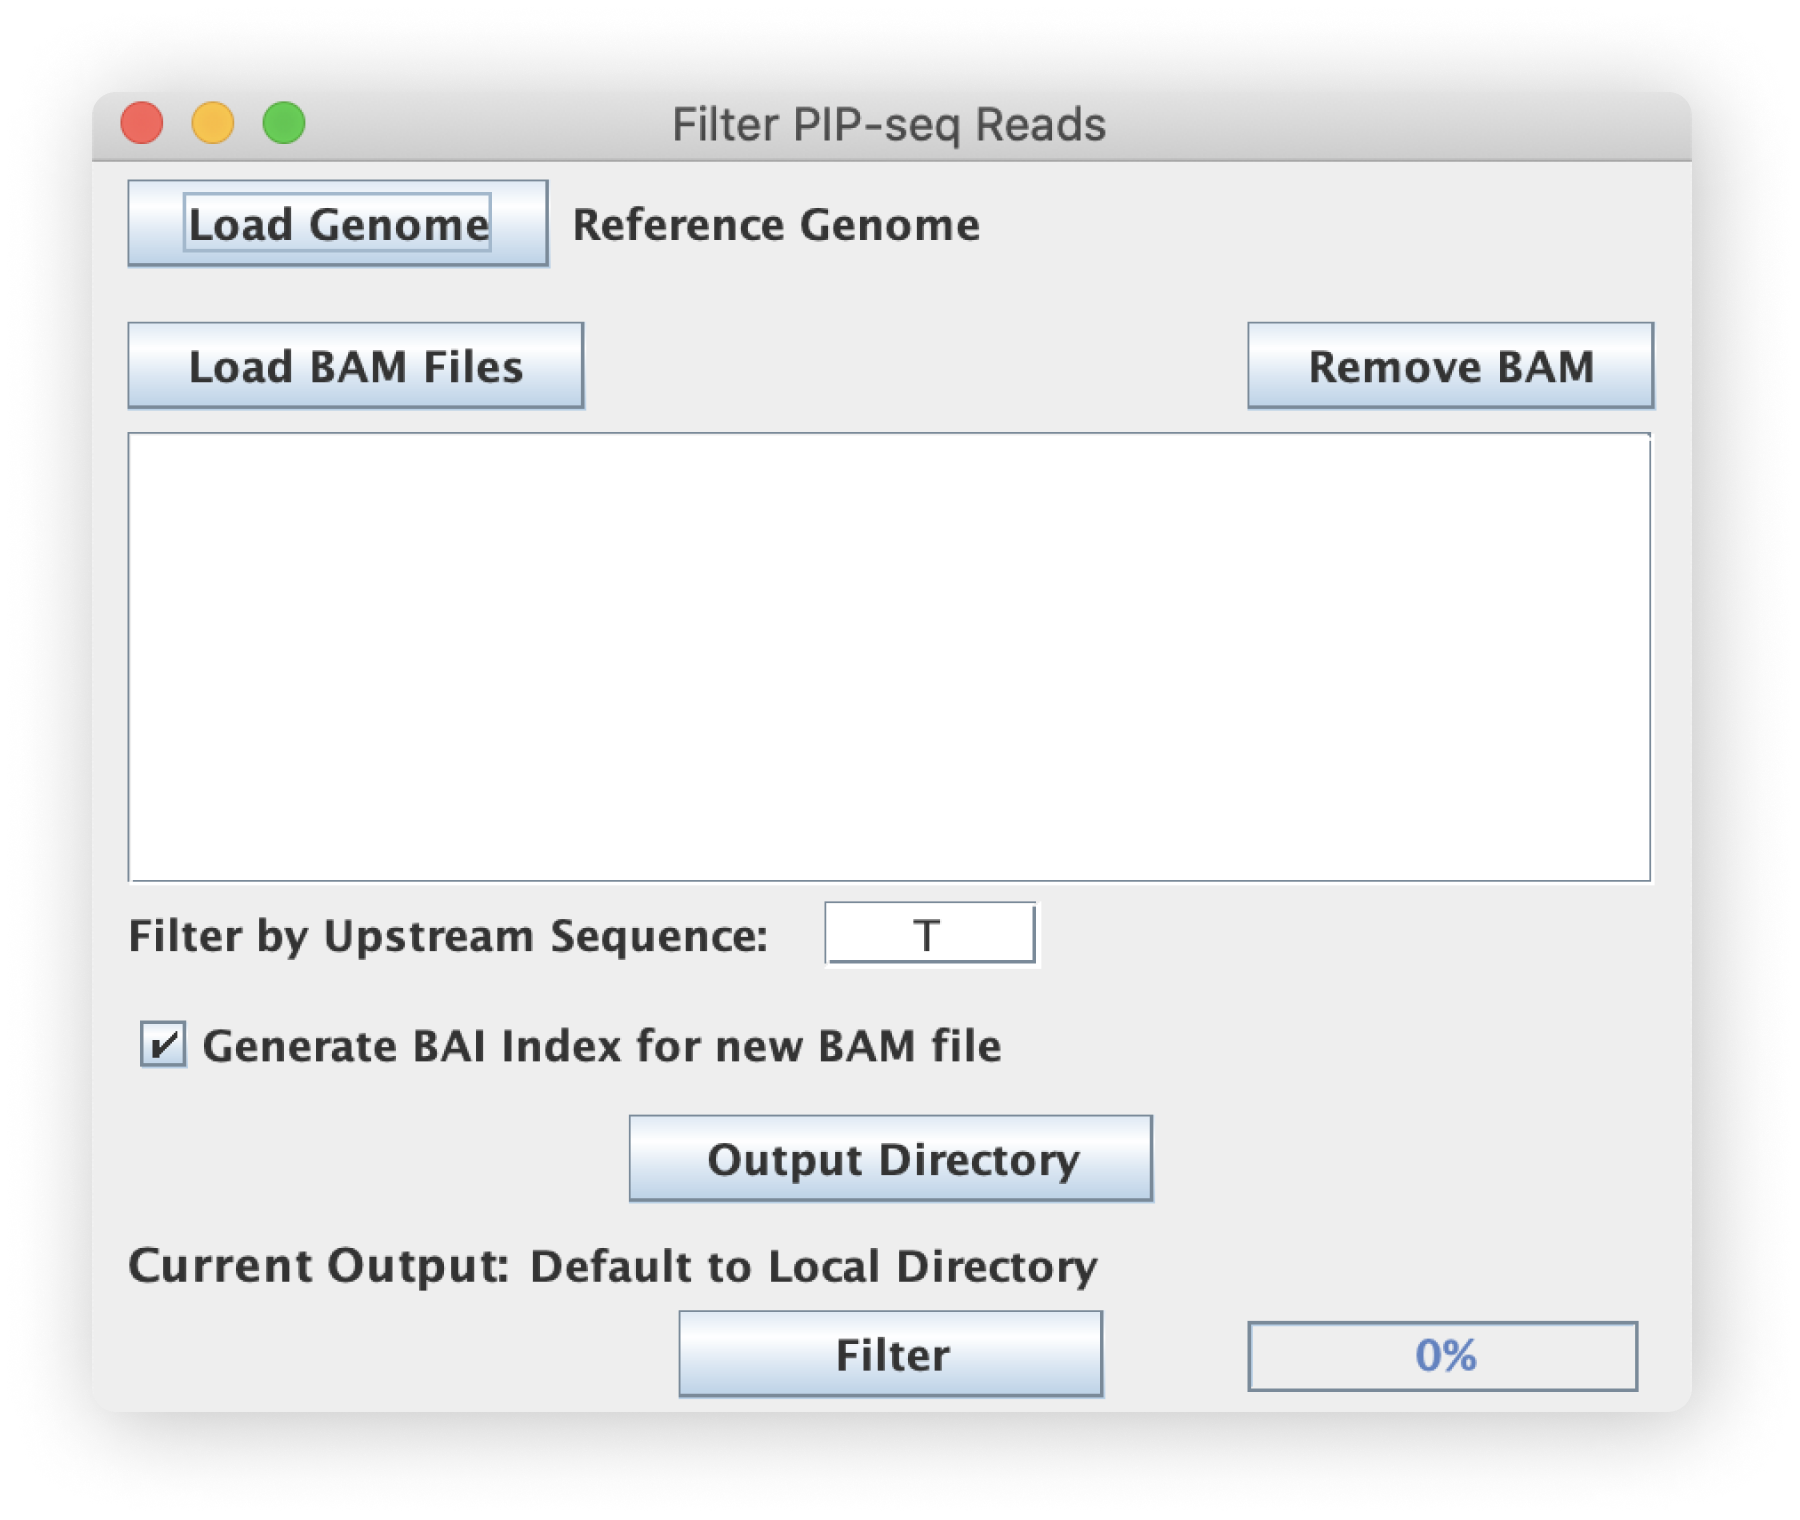 Filter PIP-seq Reads
Load Genome Reference Genome
Load BAM Files Remove BAM
Filter by Upstream Sequence: T
Generate BAI Index for new BAM file
Output Directory
Current Output: Default to Local Directory
Filter 0%